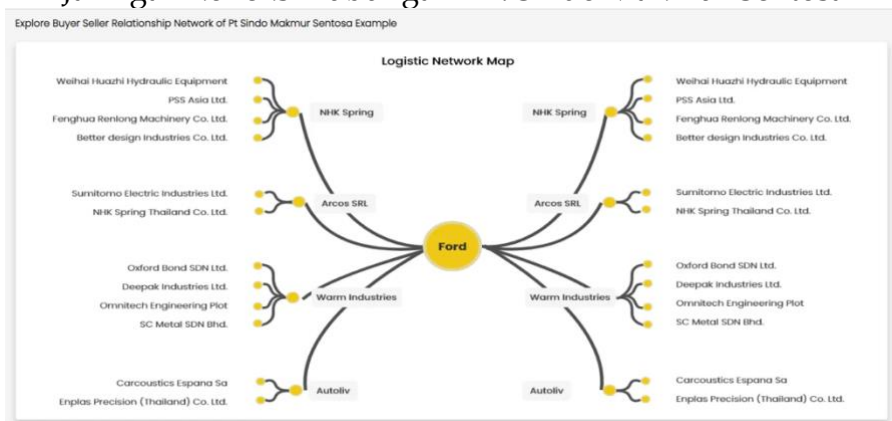 Explore Buyer Seller Relationship Network of Pt Sindo Makmur Sentosa Example
Logistic Network Map
Weihai Huazhi Hydraulic Equipment
PSS Asia Ltd.
Fenghua Renlong Machinery Co. Ltd.
Better design Industries Co. Ltd.
NHK Spring
Sumitomo Electric Industries Ltd.
NHK Spring Thailand Co. Ltd.
Arcos SRL
Oxford Bond SDN Ltd.
Deepak Industries Ltd.
Omnitech Engineering Plot
SC Metal SDN Bhd.
Warm Industries
Carcoustics Espana Sa
Enplas Precision (Thailand) Co. Ltd.
Autoliv
Ford
NHK Spring
Weihai Huazhi Hydraulic Equipment
PSS Asia Ltd.
Fenghua Renlong Machinery Co. Ltd.
Better design Industries Co. Ltd.
Arcos SRL
Sumitomo Electric Industries Ltd.
NHK Spring Thailand Co. Ltd.
Warm Industries
Oxford Bond SDN Ltd.
Deepak Industries Ltd.
Omnitech Engineering Plot
SC Metal SDN Bhd.
Autoliv
Carcoustics Espana Sa
Enplas Precision (Thailand) Co. Ltd.